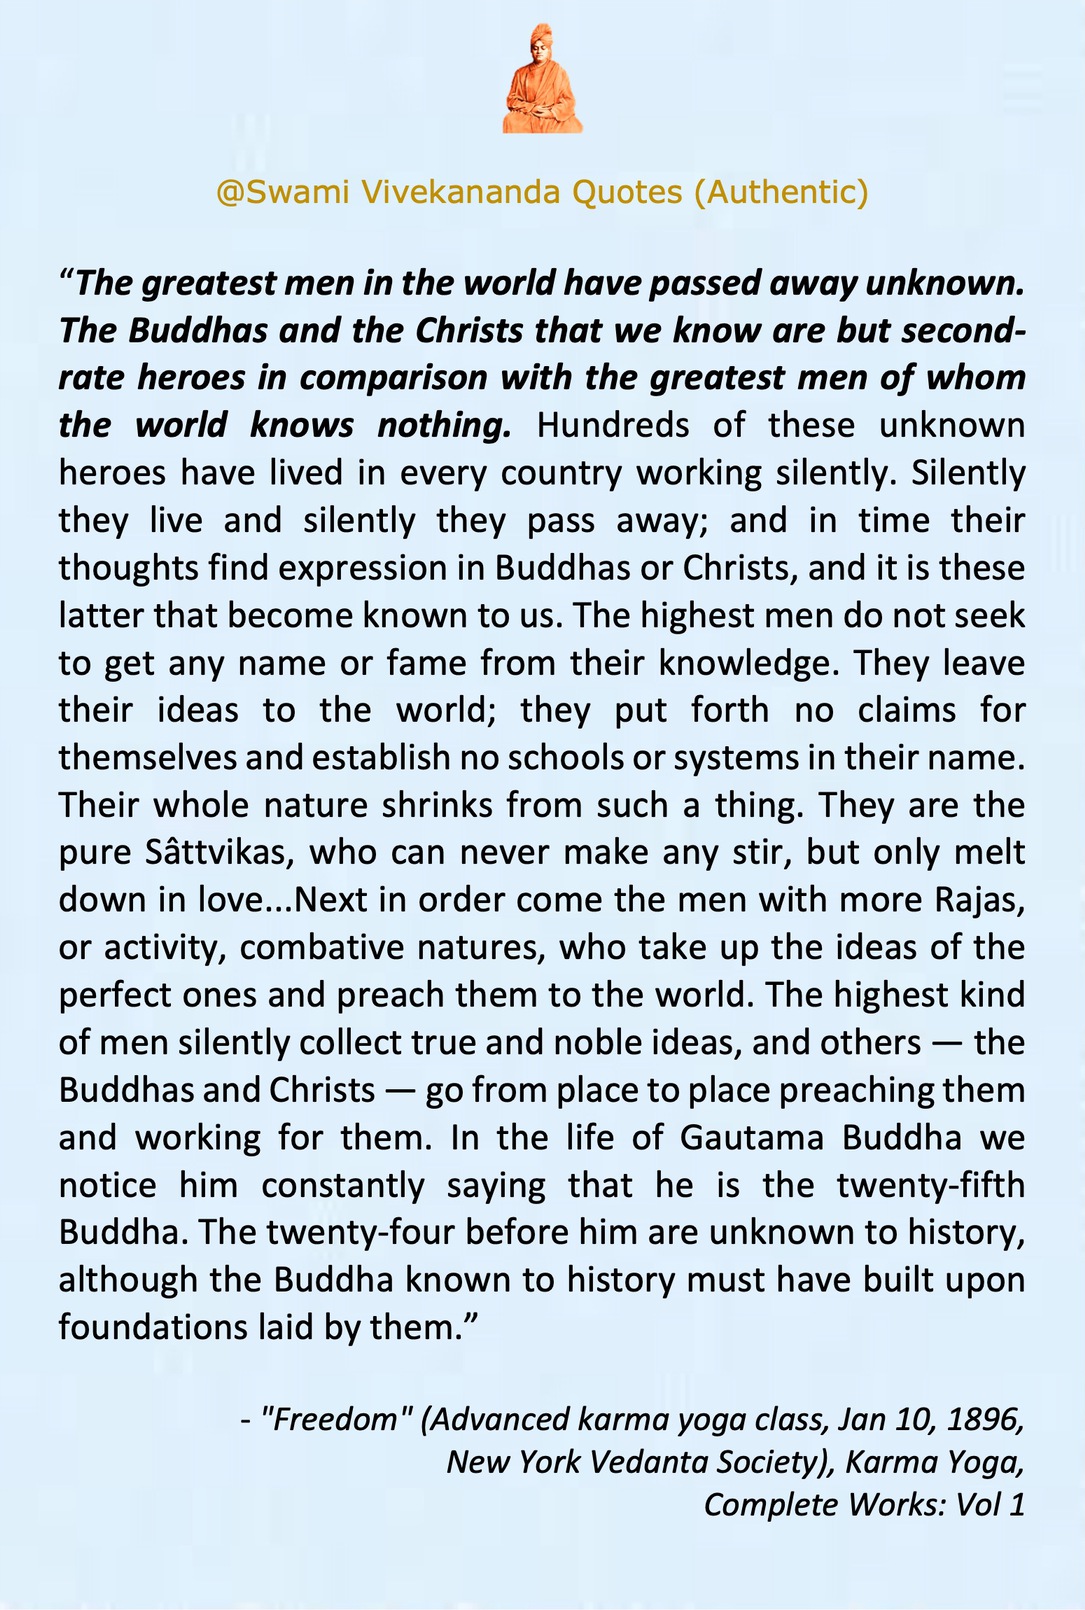 @Swami Vivekananda Quotes (Authentic)
“The greatest men in the world have passed away unknown.
The Buddhas and the Christs that we know are but second-
rate heroes in comparison with the greatest men of whom
the world knows nothing. Hundreds of these unknown
heroes have lived in every country working silently. Silently
they live and silently they pass away; and in time their
thoughts find expression in Buddhas or Christs, and it is these
latter that become known to us. The highest men do not seek
to get any name or fame from their knowledge. They leave
their ideas to the world; they put forth no claims for
themselves and establish no schools or systems in their name.
Their whole nature shrinks from such a thing. They are the
pure Sâttvikas, who can never make any stir, but only melt
down in love...Next in order come the men with more Rajas,
or activity, combative natures, who take up the ideas of the
perfect ones and preach them to the world. The highest kind
of men silently collect true and noble ideas, and others — the
Buddhas and Christs — go from place to place preaching them
and working for them. In the life of Gautama Buddha we
notice him constantly saying that he is the twenty-fifth
Buddha. The twenty-four before him are unknown to history,
although the Buddha known to history must have built upon
foundations laid by them.”
- "Freedom" (Advanced karma yoga class, Jan 10, 1896,
New York Vedanta Society), Karma Yoga,
Complete Works: Vol 1